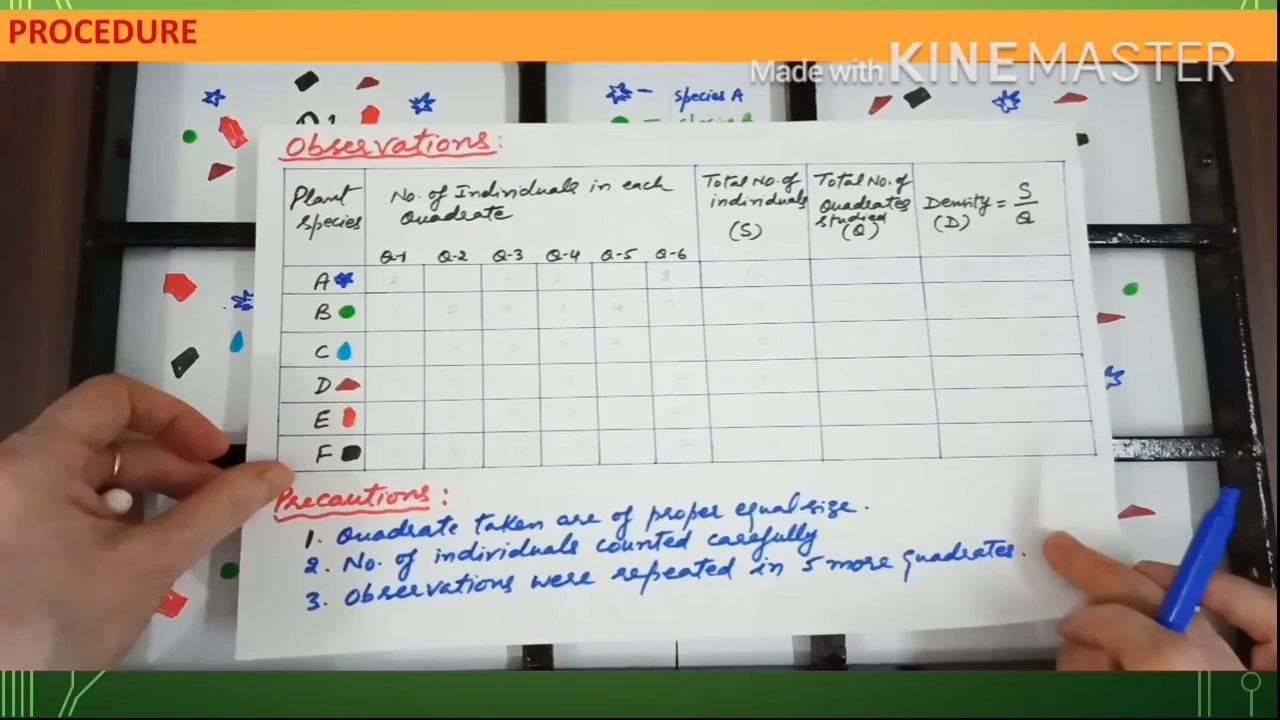 PROCEDURE
Made with KINEMASTER
species A
Observations:
Plant Species
No. of Individuals in each Quadrate
Total No. of individuals (S)
Total No. of Quadrates studied (Q)
Density (D) = S/Q
Q-1 Q-2 Q-3 Q-4 Q-5 Q-6
A
B
C
D
E
F
Precautions:
1. Quadrate taken are of proper equal size.
2. No. of individuals counted carefully
3. Observations were repeated in 5 more quadrates.